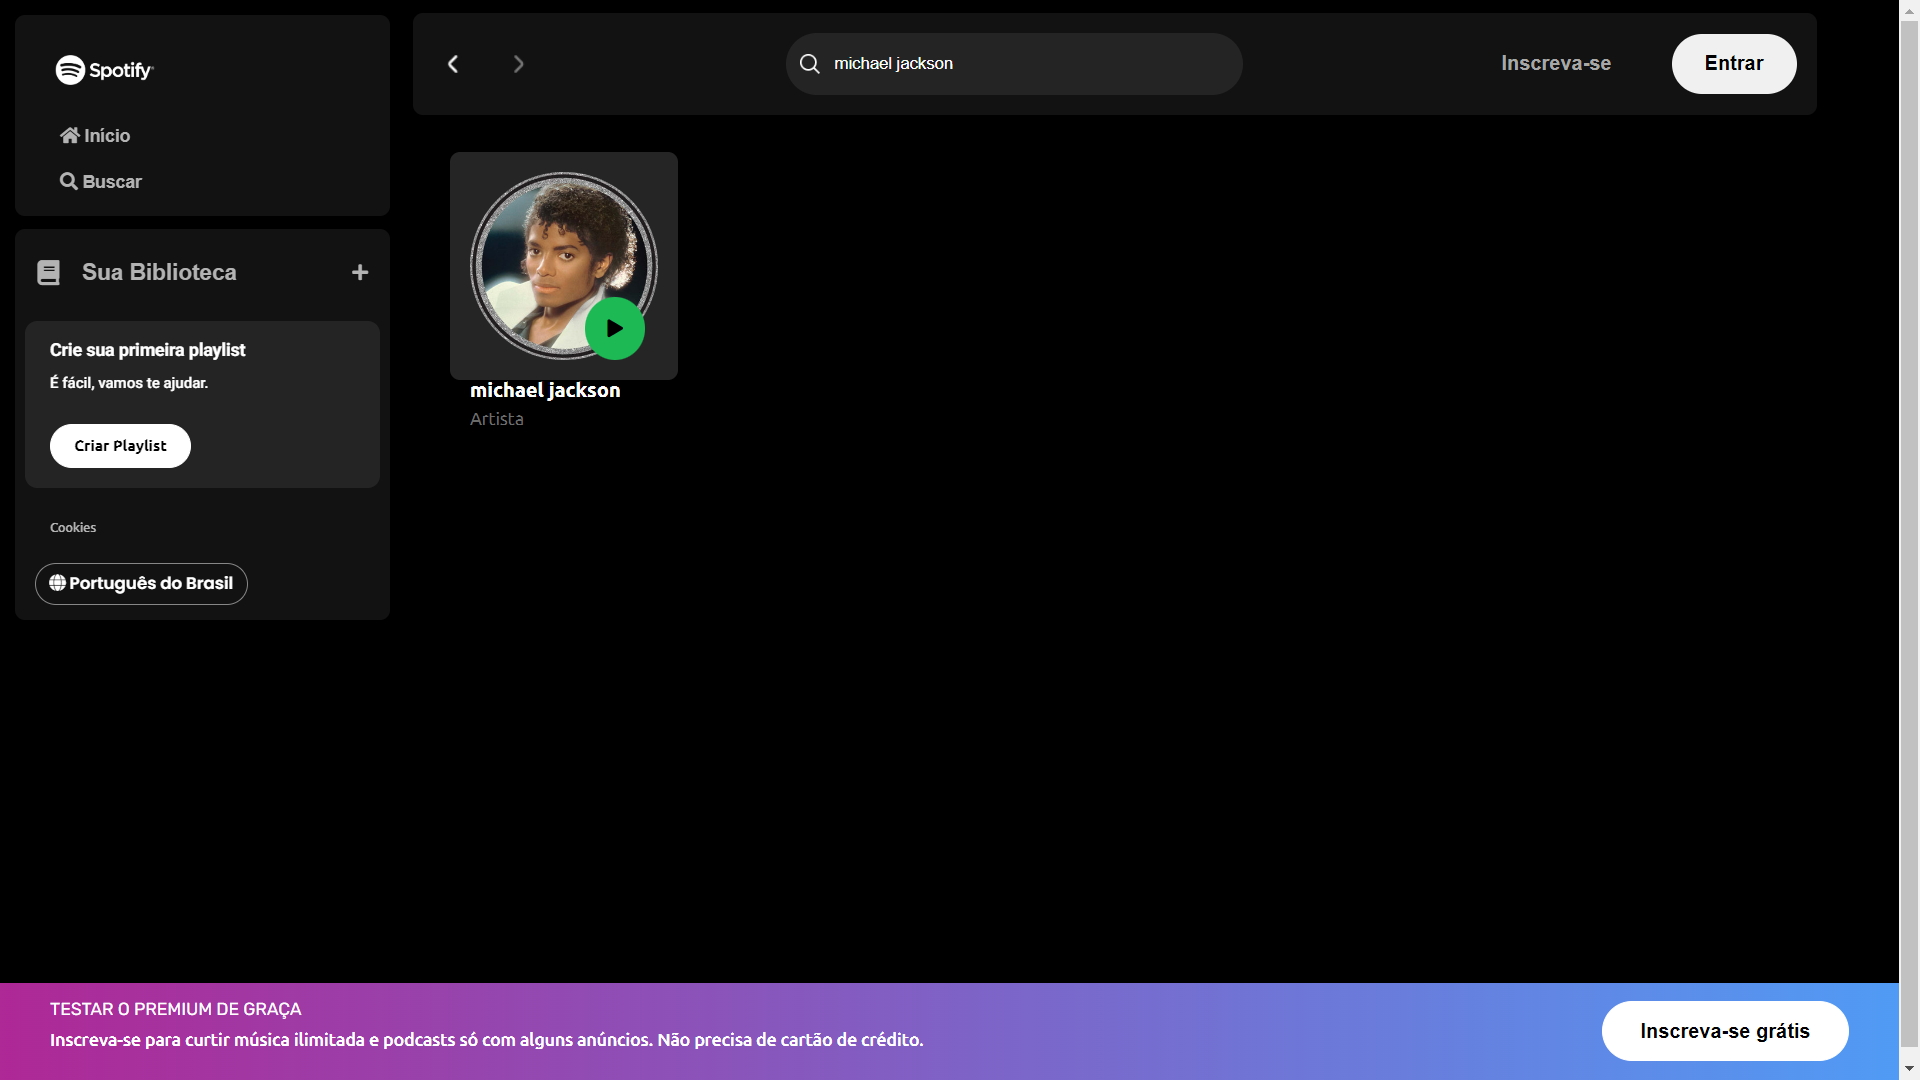 Spotify
Início
Buscar
Sua Biblioteca
Crie sua primeira playlist
É fácil, vamos te ajudar.
Criar Playlist
Cookies
Português do Brasil
michael jackson
Inscreva-se
Entrar
michael jackson
Artista
TESTAR O PREMIUM DE GRAÇA
Inscreva-se para curtir música ilimitada e podcasts só com alguns anúncios. Não precisa de cartão de crédito.
Inscreva-se grátis